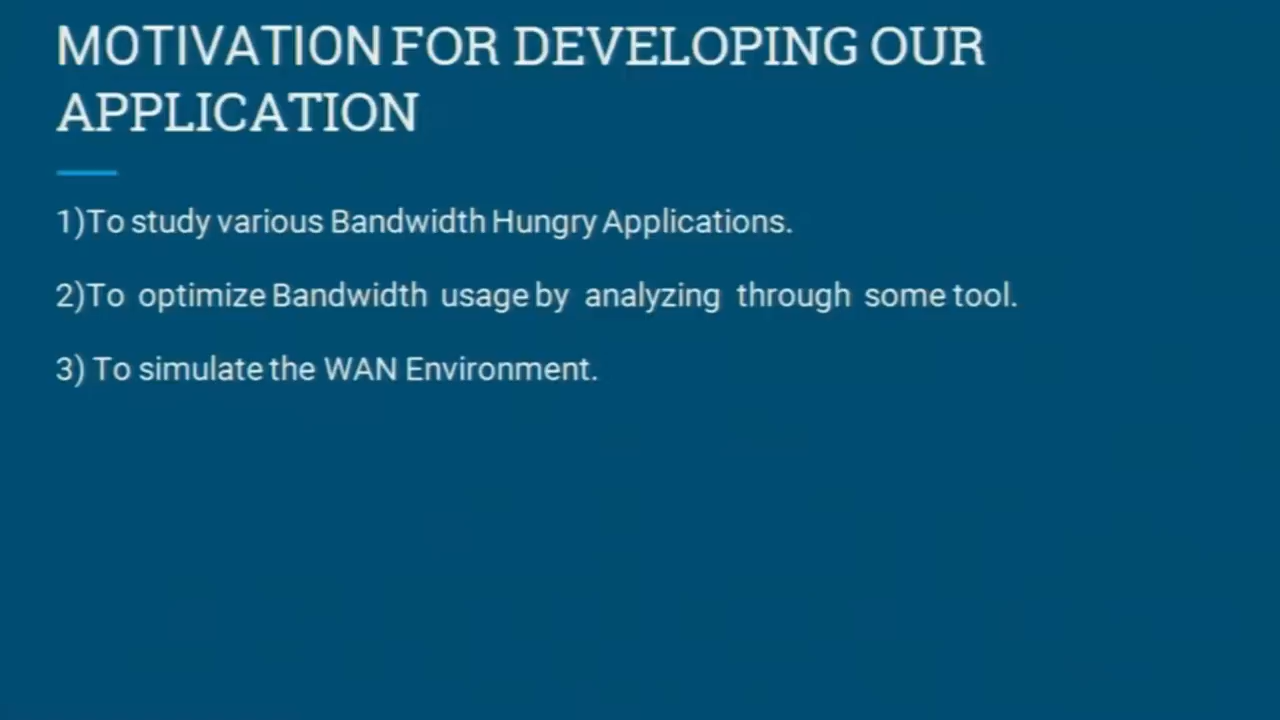 MOTIVATION FOR DEVELOPING OUR
APPLICATION
1)To study various Bandwidth Hungry Applications.
2)To optimize Bandwidth usage by analyzing through some tool.
3) To simulate the WAN Environment.